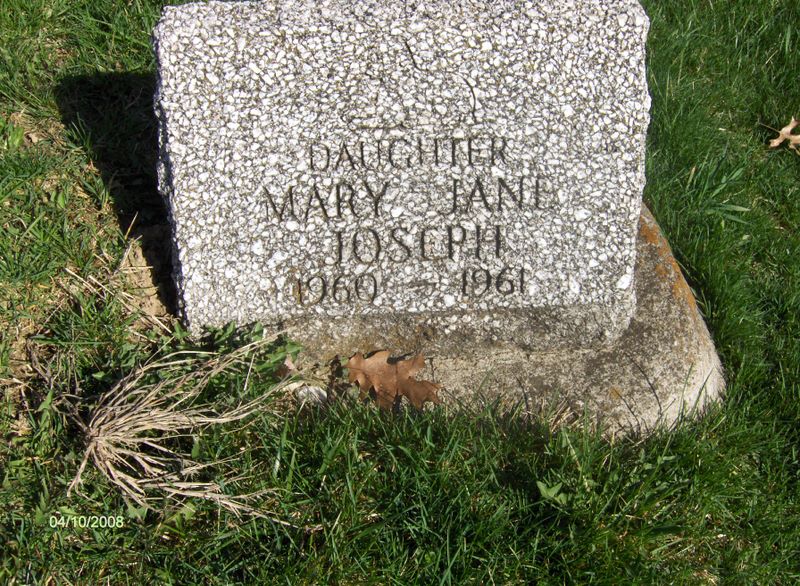 DAUGHTER
MARY JANE
JOSEPH
1960 - 1961
04/10/2008